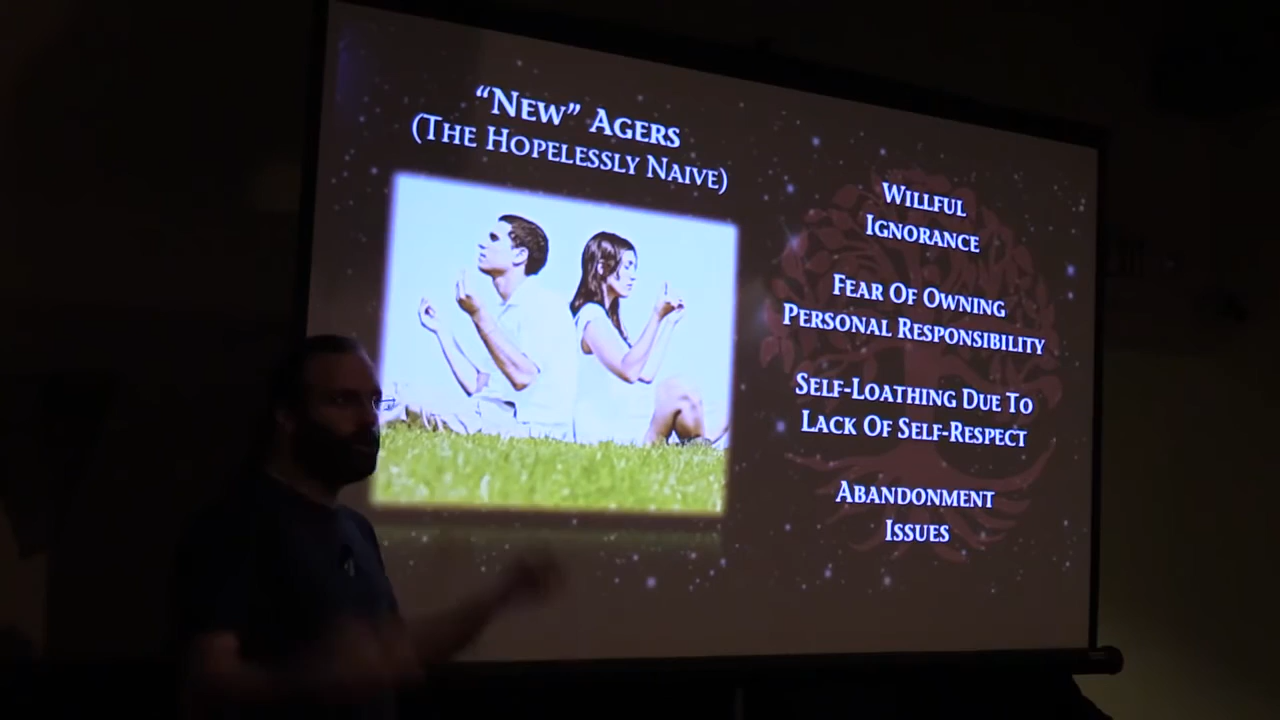 “New” Agers
(The Hopelessly Naive)
Willful
Ignorance
Fear Of Owning
Personal Responsibility
Self-Loathing Due To
Lack Of Self-Respect
Abandonment
Issues